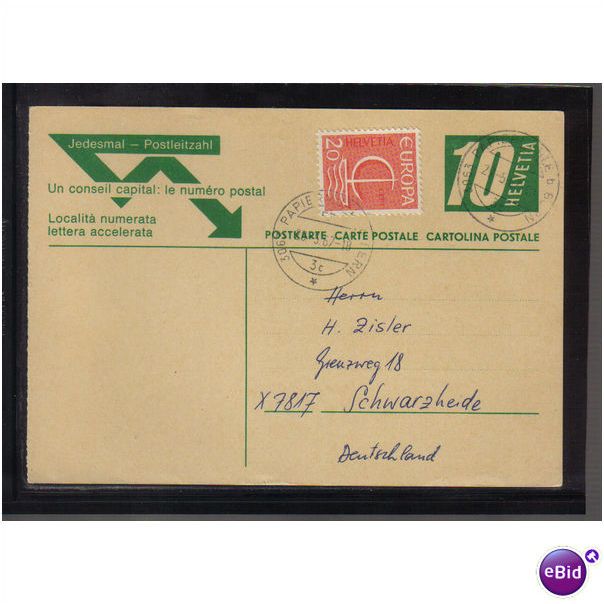 Jedesmal – Postleitzahl
Un conseil capital: le numéro postal
Località numerata
lettera accelerata
HELVETIA
20
EUROPA
10
HELVETIA
POSTKARTE CARTE POSTALE CARTOLINA POSTALE
3c
Herrn
H. Zisler
Grenzweg 18
X 7817 Schwarzheide
Deutschland
eBid